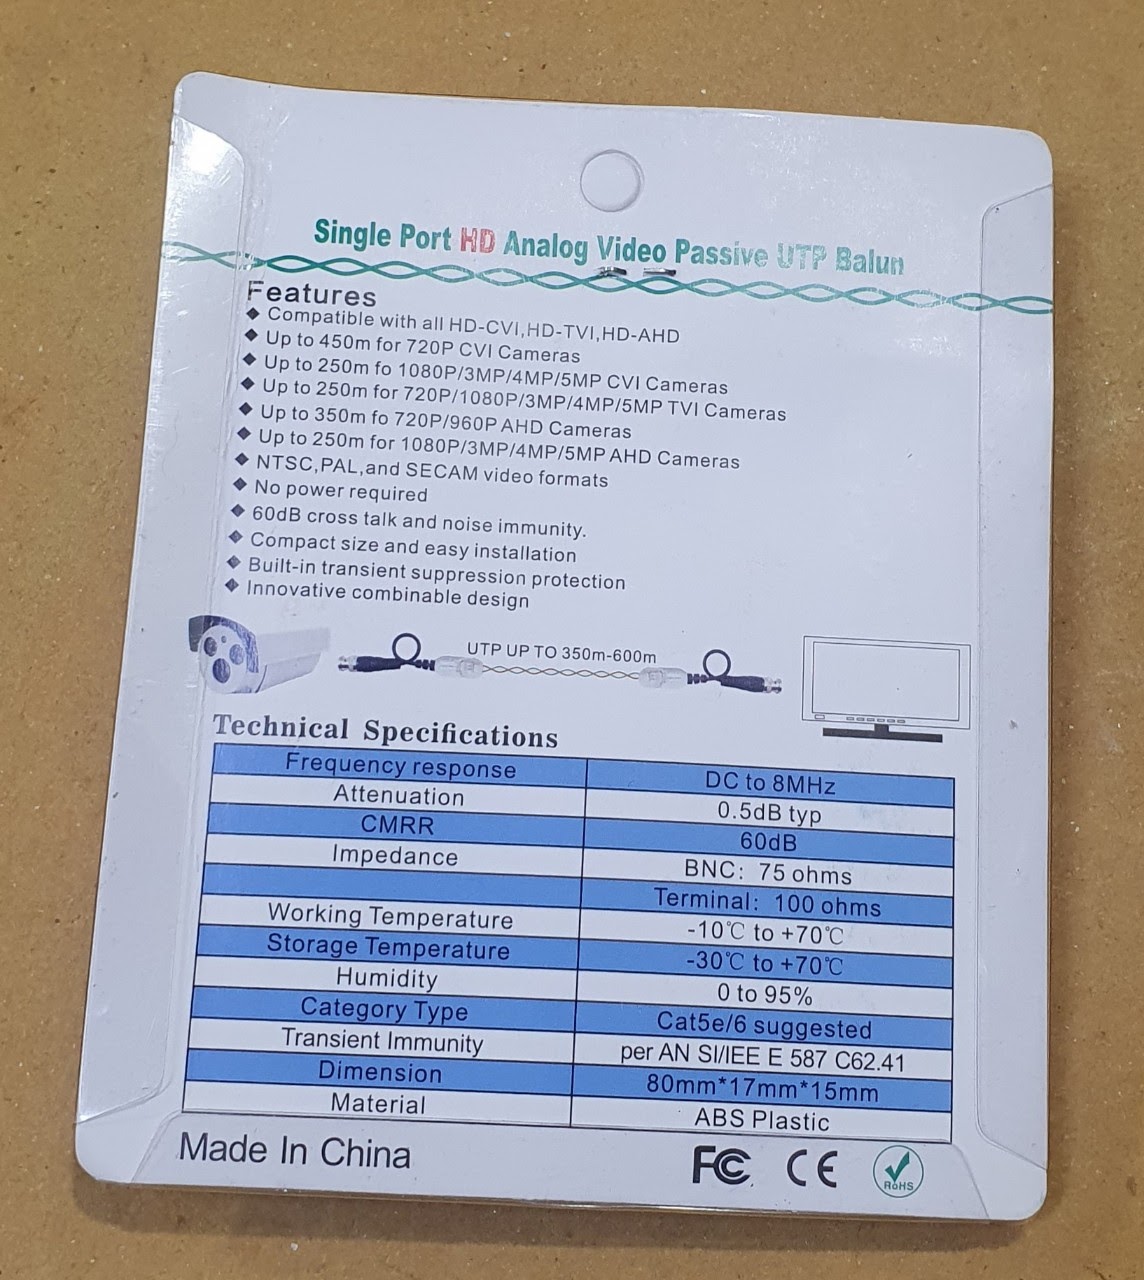 Single Port HD Analog Video Passive UTP Balun
Features
◆ Compatible with all HD-CVI,HD-TVI,HD-AHD
◆ Up to 450m for 720P CVI Cameras
◆ Up to 250m fo 1080P/3MP/4MP/5MP CVI Cameras
◆ Up to 250m for 720P/1080P/3MP/4MP/5MP TVI Cameras
◆ Up to 350m fo 720P/960P AHD Cameras
◆ Up to 250m for 1080P/3MP/4MP/5MP AHD Cameras
◆ NTSC,PAL,and SECAM video formats
◆ No power required
◆ 60dB cross talk and noise immunity.
◆ Compact size and easy installation
◆ Built-in transient suppression protection
◆ Innovative combinable design
UTP UP TO 350m-600m
Technical Specifications
Frequency response DC to 8MHz
Attenuation 0.5dB typ
CMRR 60dB
Impedance BNC: 75 ohms
Terminal: 100 ohms
Working Temperature -10℃ to +70℃
Storage Temperature -30℃ to +70℃
Humidity 0 to 95%
Category Type Cat5e/6 suggested
Transient Immunity per AN SI/IEE E 587 C62.41
Dimension 80mm*17mm*15mm
Material ABS Plastic
Made In China FC CE RoHS